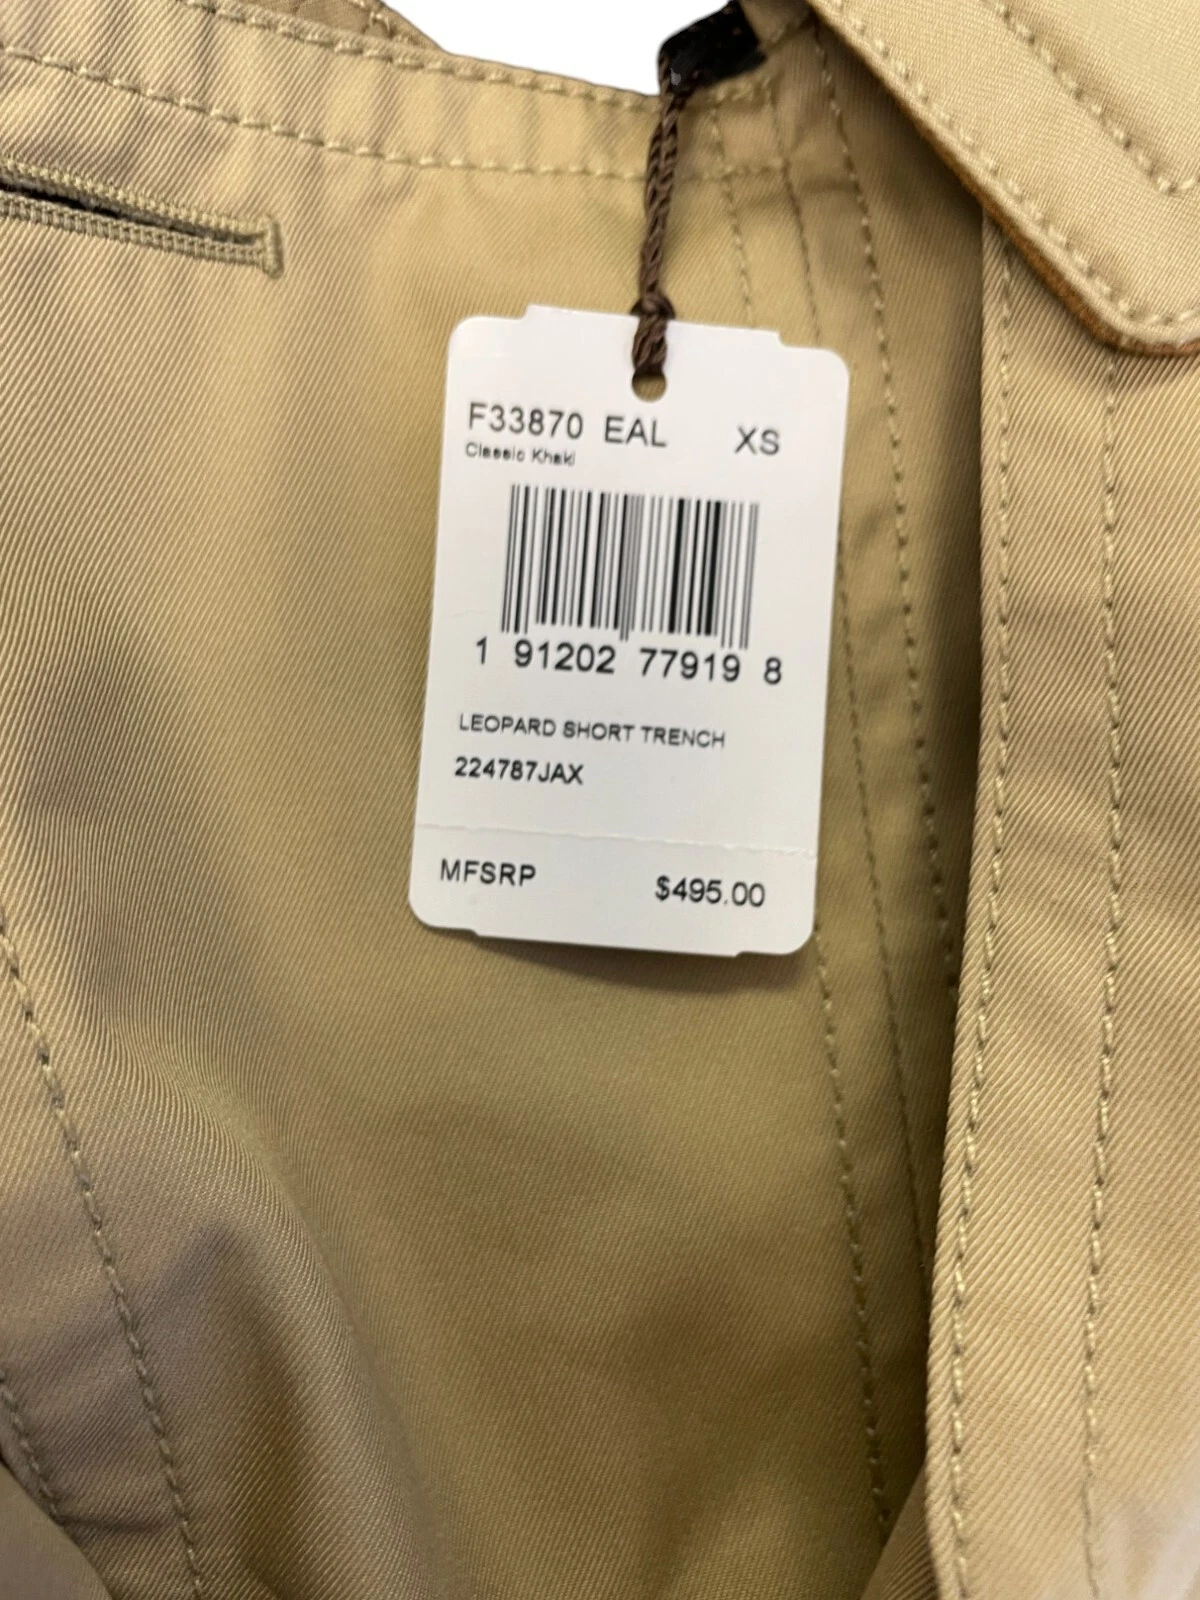 F33870 EAL XS
Classic Khaki
1 91202 77919 8
LEOPARD SHORT TRENCH
224787JAX
MFSRP $495.00